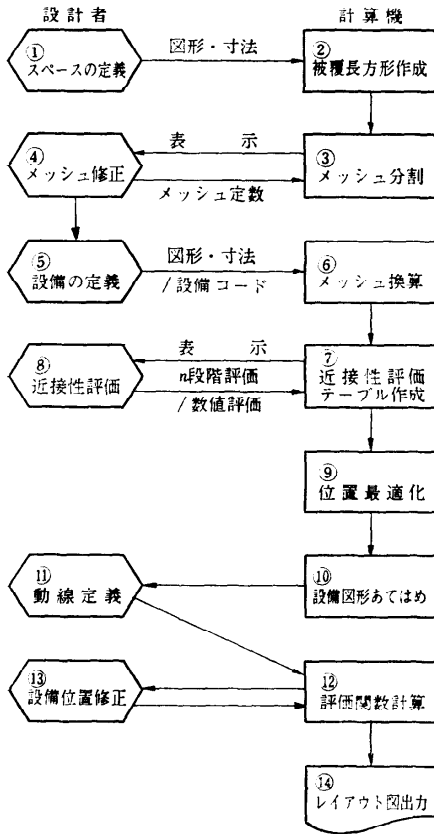 設計者
計算機
①
スペースの定義
図形・寸法
②
被覆長方形作成
④
メッシュ修正
表示
メッシュ定数
③
メッシュ分割
⑤
設備の定義
図形・寸法
/設備コード
⑥
メッシュ換算
⑧
近接性評価
表示
n段階評価
/数値評価
⑦
近接性評価
テーブル作成
⑨
位置最適化
⑪
動線定義
⑩
設備図形あてはめ
⑬
設備位置修正
⑫
評価関数計算
⑭
レイアウト図出力